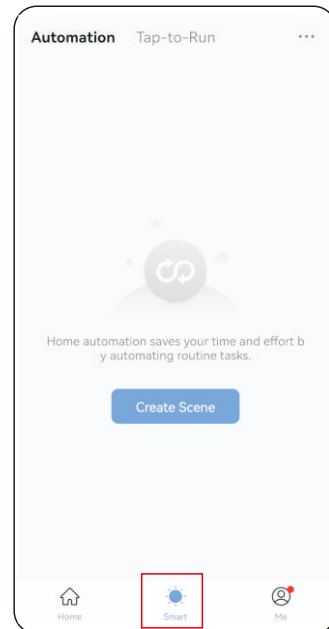 Automation Tap-to-Run
Home automation saves your time and effort b
y automating routine tasks.
Create Scene
Home Smart Me